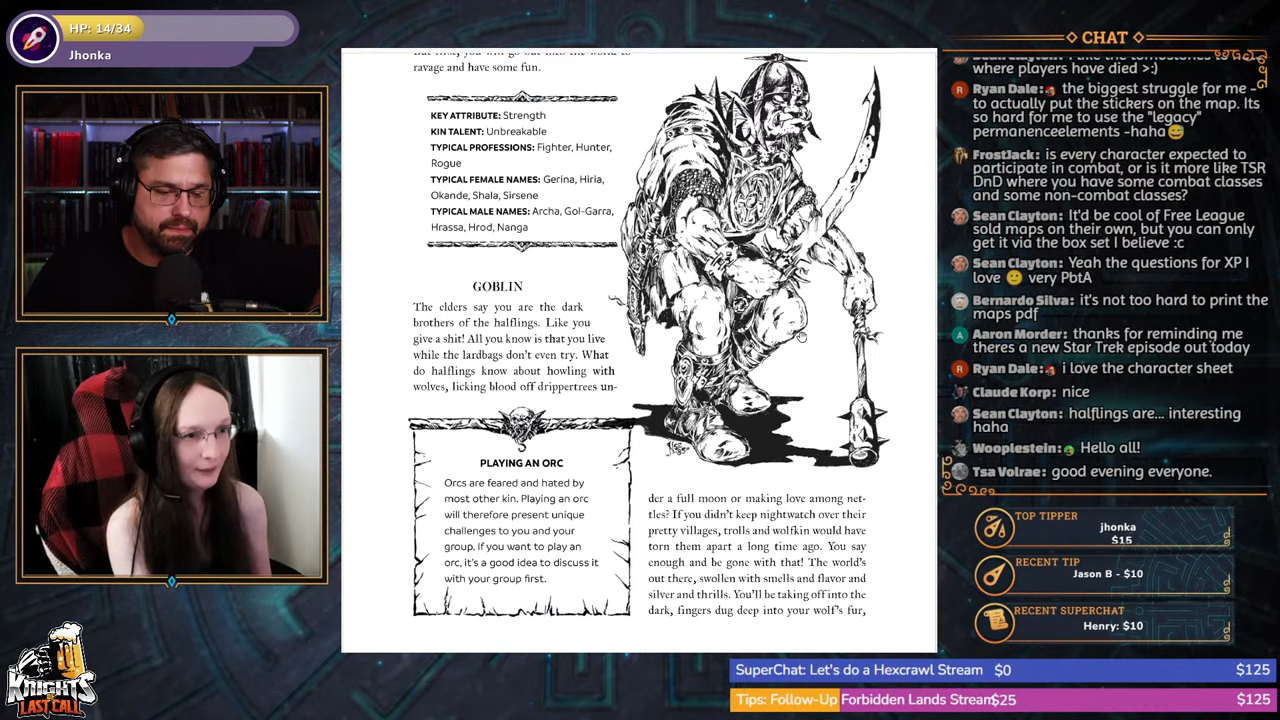 HP: 14/34
Jhonka
ravage and have some fun.
KEY ATTRIBUTE: Strength
KIN TALENT: Unbreakable
TYPICAL PROFESSIONS: Fighter, Hunter,
Rogue
TYPICAL FEMALE NAMES: Gerina, Hiria,
Okande, Shala, Sirsene
TYPICAL MALE NAMES: Archa, Gol-Garra,
Hrassa, Hrod, Nanga
GOBLIN
The elders say you are the dark
brothers of the halflings. Like you
give a shit! All you know is that you live
while the lardbags don't even try. What
do halflings know about howling with
wolves, licking blood off drippertrees un-
PLAYING AN ORC
Orcs are feared and hated by
most other kin. Playing an orc
will therefore present unique
challenges to you and your
group. If you want to play an
orc, it's a good idea to discuss it
with your group first.
der a full moon or making love among net-
tles? If you didn't keep nightwatch over their
pretty villages, trolls and wolfkin would have
torn them apart a long time ago. You say
enough and be gone with that! The world's
out there, swollen with smells and flavor and
silver and thrills. You'll be taking off into the
dark, fingers dug deep into your wolf's fur,
CHAT
where players have died >:)
Ryan Dale: the biggest struggle for me -
to actually put the stickers on the map. Its
so hard for me to use the "legacy"
permanenceelements -haha😅
FrostJack: is every character expected to
participate in combat, or is it more like TSR
DnD where you have some combat classes
and some non-combat classes?
Sean Clayton: It'd be cool of Free League
sold maps on their own, but you can only
get it via the box set I believe :c
Sean Clayton: Yeah the questions for XP I
love 🙂 very PbtA
Bernardo Silva: it's not too hard to print the
maps pdf
Aaron Morder: thanks for reminding me
theres a new Star Trek episode out today
Ryan Dale: i love the character sheet
Claude Korp: nice
Sean Clayton: halflings are... interesting
haha
Wooplestein: Hello all!
Tsa Volrae: good evening everyone.
TOP TIPPER
jhonka
$15
RECENT TIP
Jason B - $10
RECENT SUPERCHAT
Henry: $10
SuperChat: Let's do a Hexcrawl Stream $0 $125
Tips: Follow-Up Forbidden Lands Stream $25 $125
KNIGHTS
OF
LAST CALL